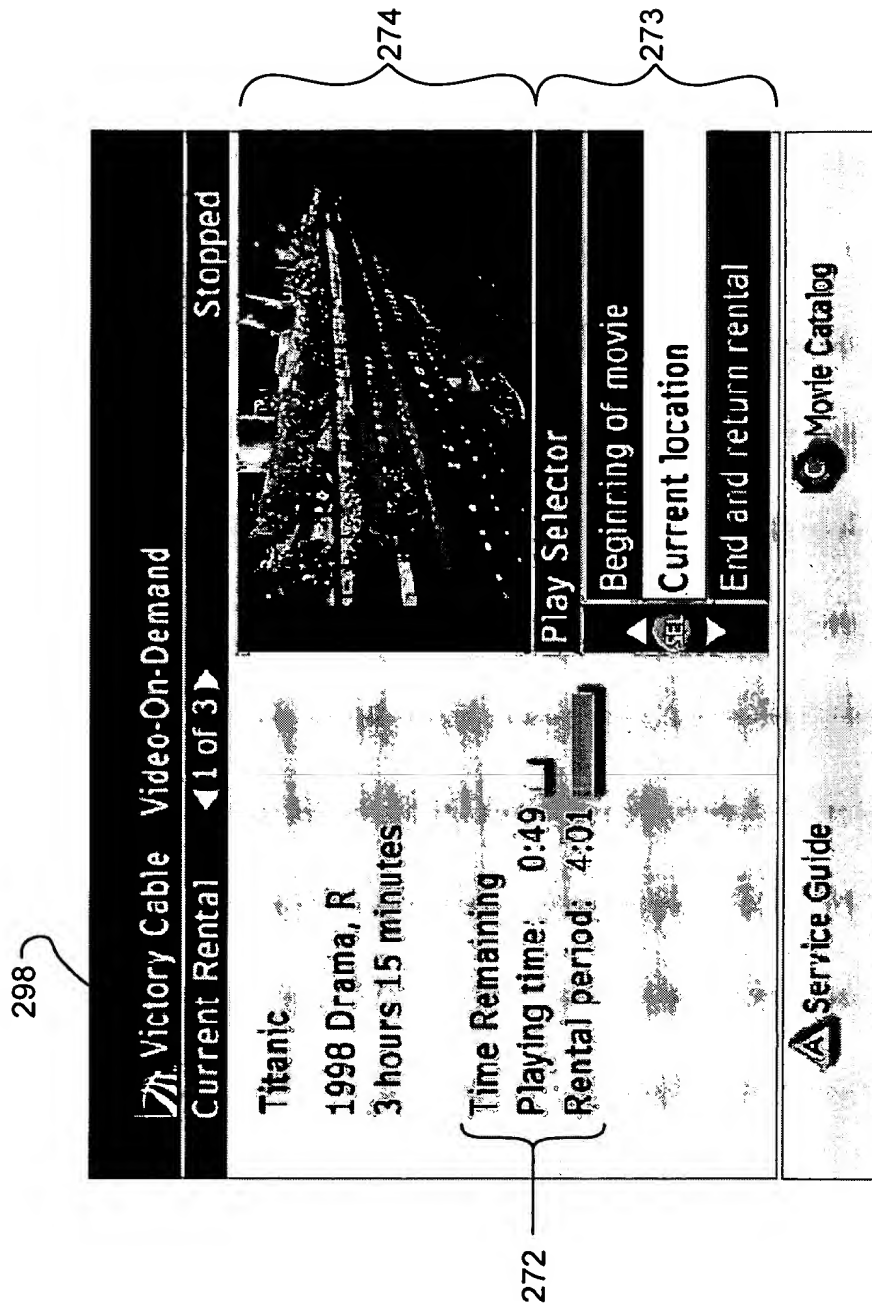 298
Victory Cable Video-On-Demand
Current Rental
1 of 3
Stopped
Titanic
1998 Drama, R
3 hours 15 minutes
Time Remaining
Playing time: 0:49
Rental period: 4:01
272
274
Play Selector
SEL
Beginning of movie
Current location
End and return rental
273
A Service Guide
C Movie Catalog